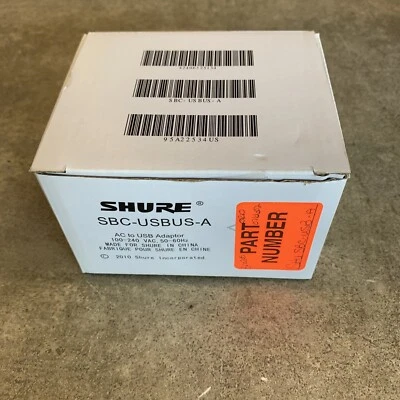 SBC-USBUS-A
95A22534US
SHURE®
SBC-USBUS-A
AC to USB Adaptor
100-240 VAC, 50-60Hz
MADE FOR SHURE IN CHINA
FABRIQUE POUR SHURE EN CHINE
© 2010 Shure Incorporated
PART
NUMBER